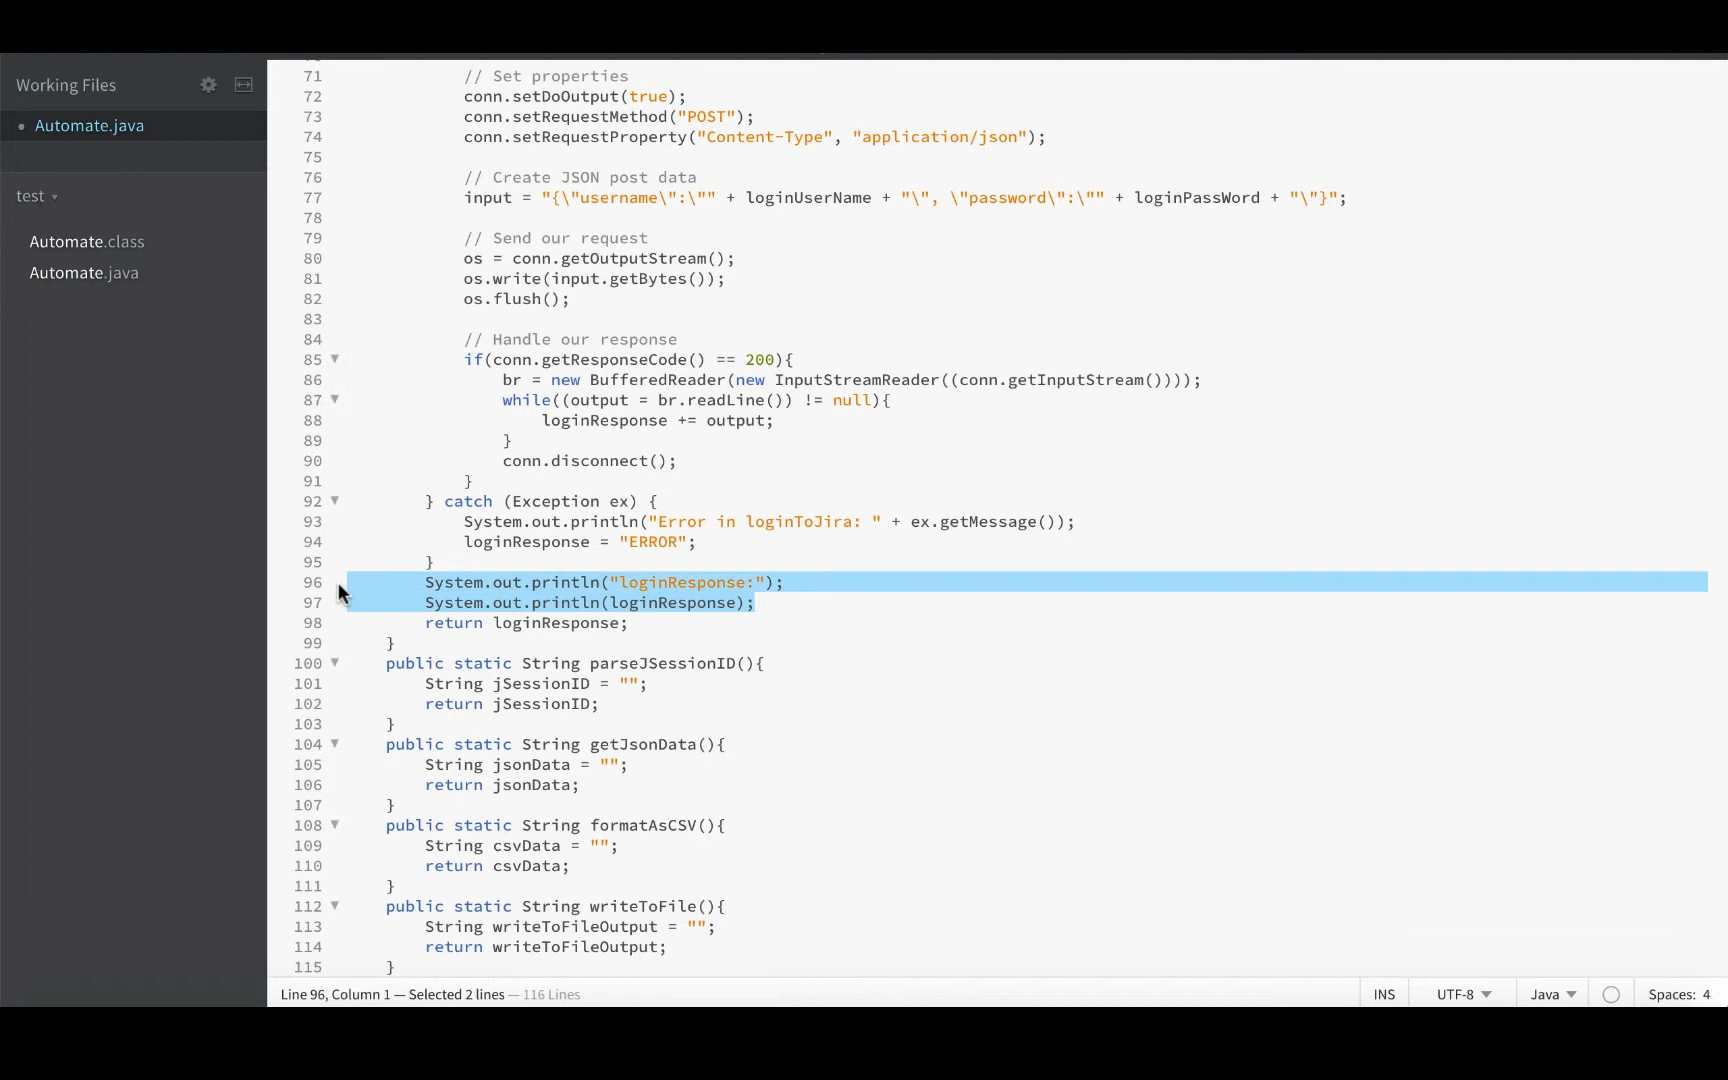 Working Files
Automate.java
test
Automate.class
Automate.java
71 // Set properties
72 conn.setDoOutput(true);
73 conn.setRequestMethod("POST");
74 conn.setRequestProperty("Content-Type", "application/json");
75
76 // Create JSON post data
77 input = "{\"username\":\"" + loginUserName + "\", \"password\":\"" + loginPassWord + "\"}";
78
79 // Send our request
80 os = conn.getOutputStream();
81 os.write(input.getBytes());
82 os.flush();
83
84 // Handle our response
85 if(conn.getResponseCode() == 200){
86 br = new BufferedReader(new InputStreamReader((conn.getInputStream())));
87 while((output = br.readLine()) != null){
88 loginResponse += output;
89 }
90 conn.disconnect();
91 }
92 } catch (Exception ex) {
93 System.out.println("Error in loginToJira: " + ex.getMessage());
94 loginResponse = "ERROR";
95 }
96 System.out.println("loginResponse:");
97 System.out.println(loginResponse);
98 return loginResponse;
99 }
100 public static String parseJSessionID(){
101 String jSessionID = "";
102 return jSessionID;
103 }
104 public static String getJsonData(){
105 String jsonData = "";
106 return jsonData;
107 }
108 public static String formatAsCSV(){
109 String csvData = "";
110 return csvData;
111 }
112 public static String writeToFile(){
113 String writeToFileOutput = "";
114 return writeToFileOutput;
115 }
Line 96, Column 1 — Selected 2 lines — 116 Lines INS UTF-8 Java Spaces: 4